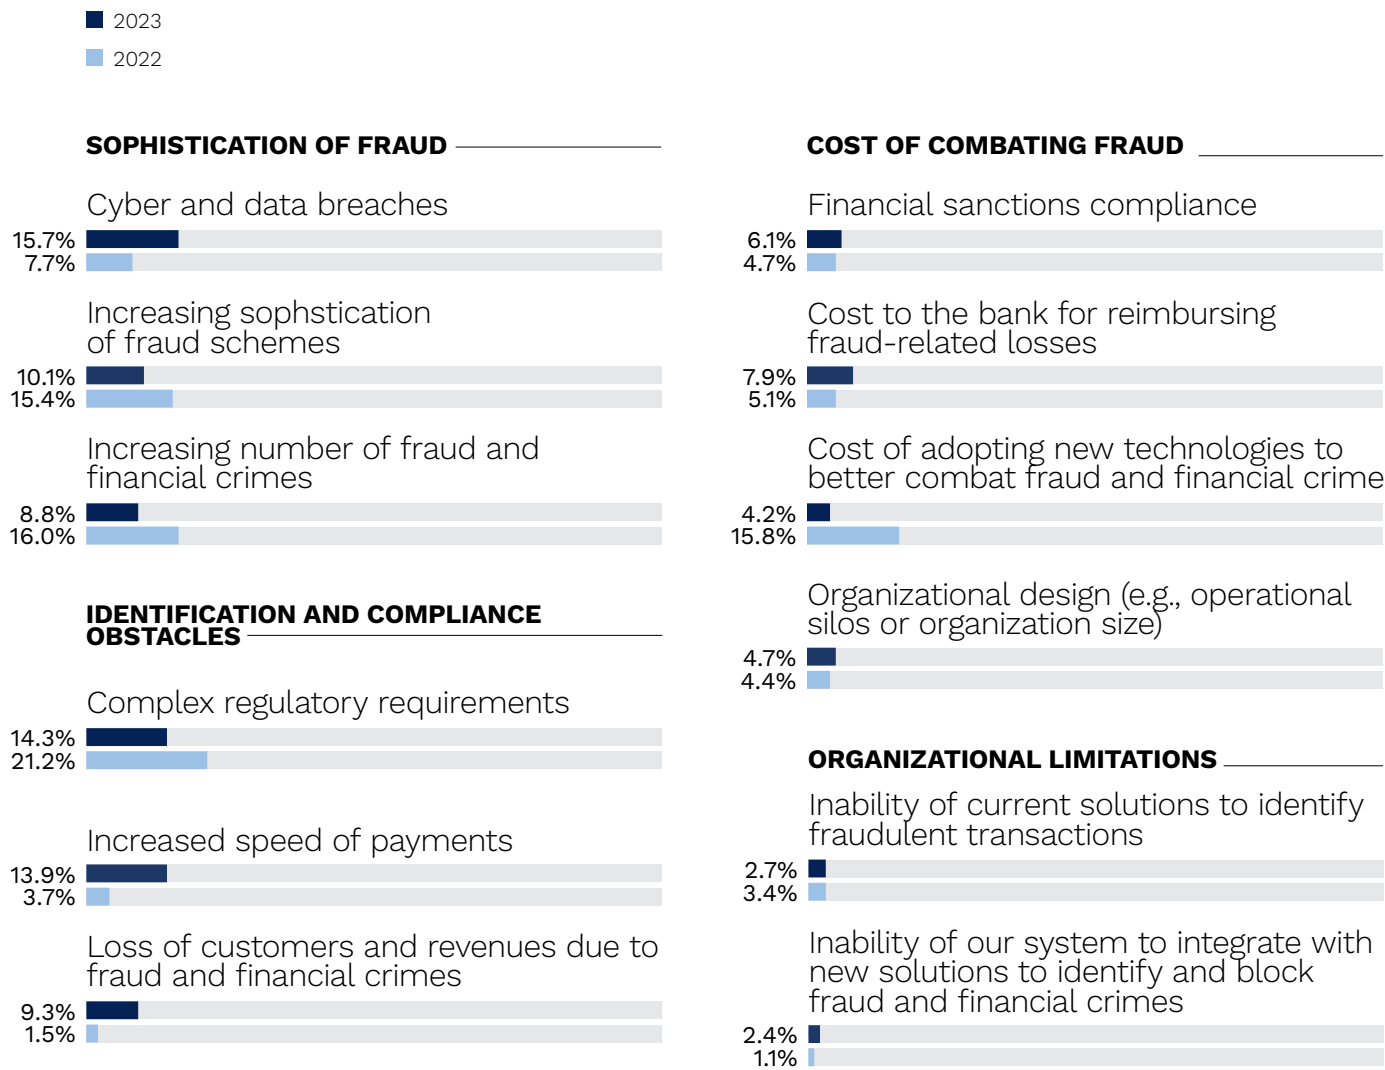 2023
2022
SOPHISTICATION OF FRAUD
Cyber and data breaches
15.7%
7.7%
Increasing sophstication
of fraud schemes
10.1%
15.4%
Increasing number of fraud and
financial crimes
8.8%
16.0%
IDENTIFICATION AND COMPLIANCE
OBSTACLES
Complex regulatory requirements
14.3%
21.2%
Increased speed of payments
13.9%
3.7%
Loss of customers and revenues due to
fraud and financial crimes
9.3%
1.5%
COST OF COMBATING FRAUD
Financial sanctions compliance
6.1%
4.7%
Cost to the bank for reimbursing
fraud-related losses
7.9%
5.1%
Cost of adopting new technologies to
better combat fraud and financial crime
4.2%
15.8%
Organizational design (e.g., operational
silos or organization size)
4.7%
4.4%
ORGANIZATIONAL LIMITATIONS
Inability of current solutions to identify
fraudulent transactions
2.7%
3.4%
Inability of our system to integrate with
new solutions to identify and block
fraud and financial crimes
2.4%
1.1%